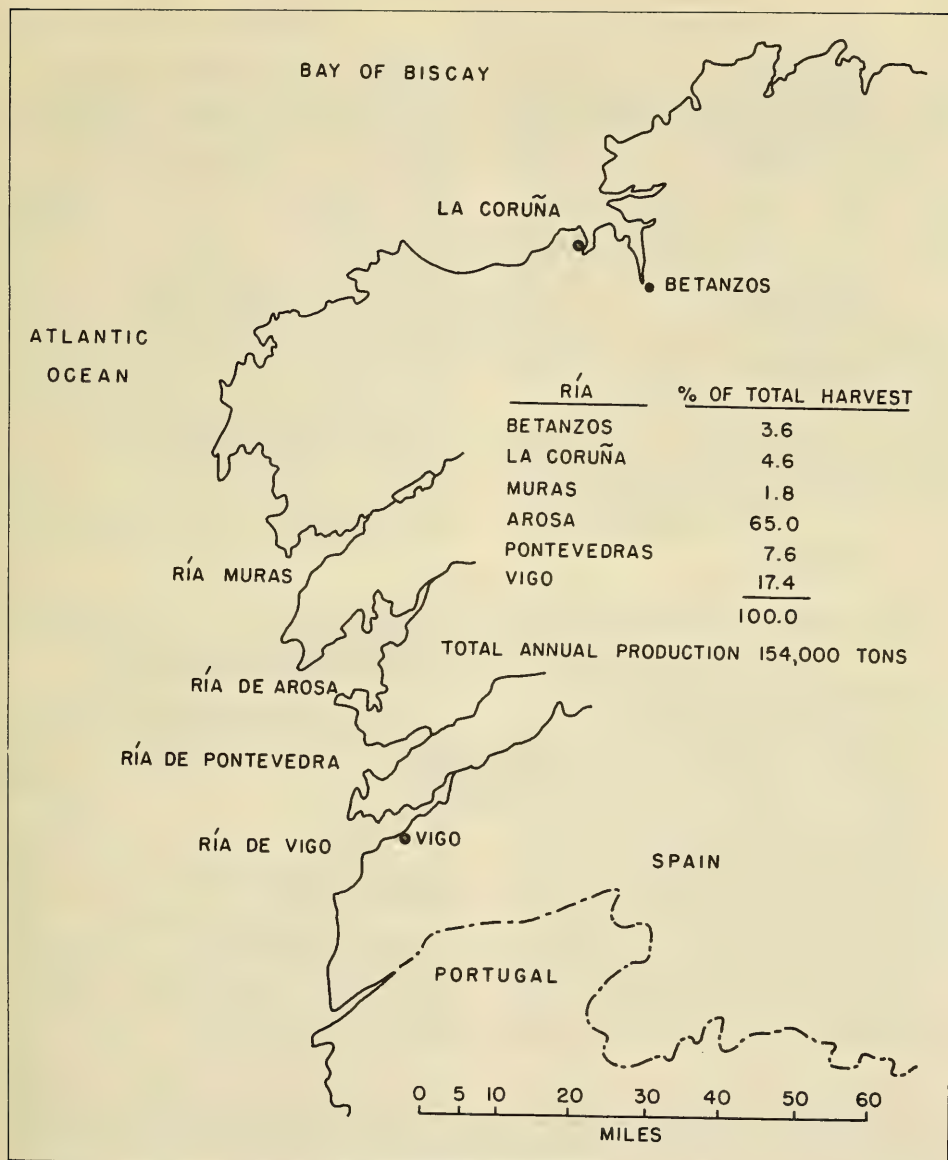 BAY OF BISCAY
LA CORUÑA
BETANZOS
ATLANTIC
OCEAN
RÍA % OF TOTAL HARVEST
BETANZOS 3.6
LA CORUÑA 4.6
MURAS 1.8
AROSA 65.0
PONTEVEDRAS 7.6
VIGO 17.4
100.0
TOTAL ANNUAL PRODUCTION 154,000 TONS
RÍA MURAS
RÍA DE AROSA
RÍA DE PONTEVEDRA
RÍA DE VIGO
VIGO
SPAIN
PORTUGAL
0 5 10 20 30 40 50 60
MILES